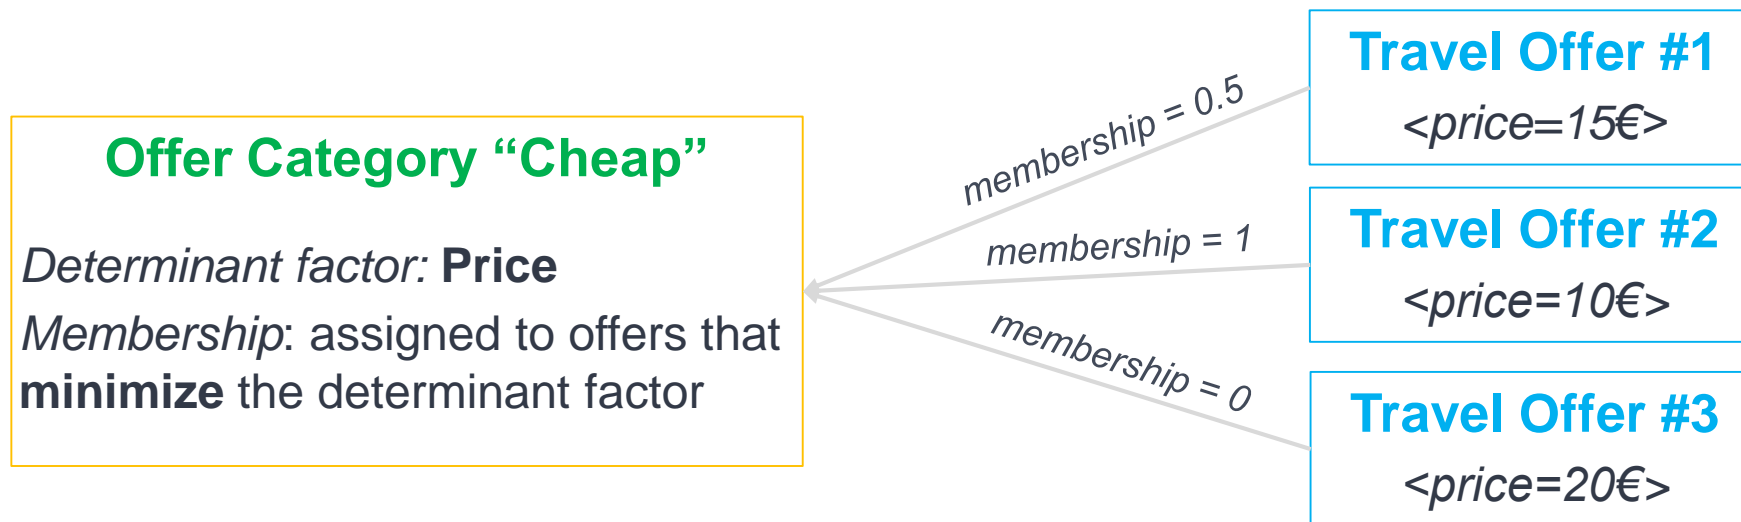 Offer Category “Cheap”
Determinant factor: Price
Membership: assigned to offers that
minimize the determinant factor
membership = 0.5
membership = 1
membership = 0
Travel Offer #1
<price=15€>
Travel Offer #2
<price=10€>
Travel Offer #3
<price=20€>